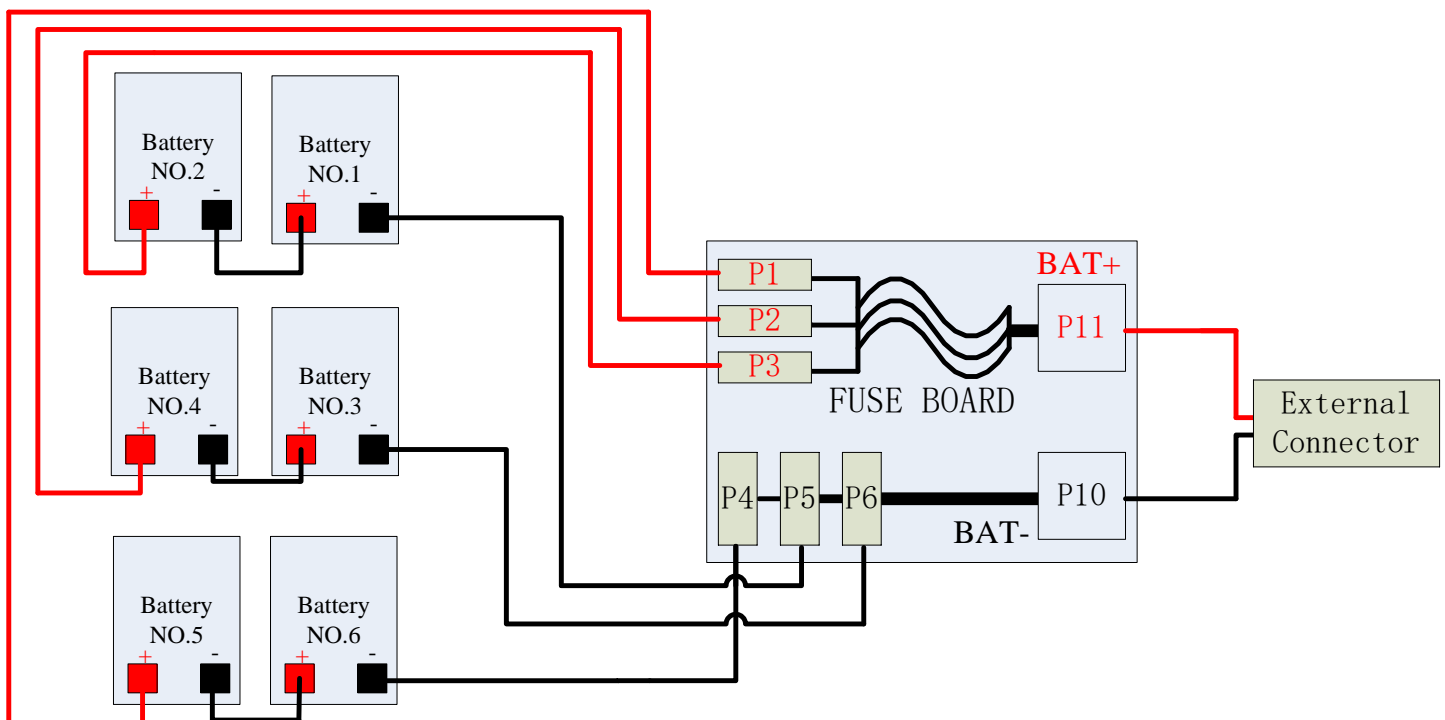 Battery
NO.2
+ -
Battery
NO.1
+ -
Battery
NO.4
+ -
Battery
NO.3
+ -
Battery
NO.5
+ -
Battery
NO.6
+ -
P1
P2
P3
BAT+
P11
FUSE BOARD
P4 P5 P6
P10
BAT-
External
Connector